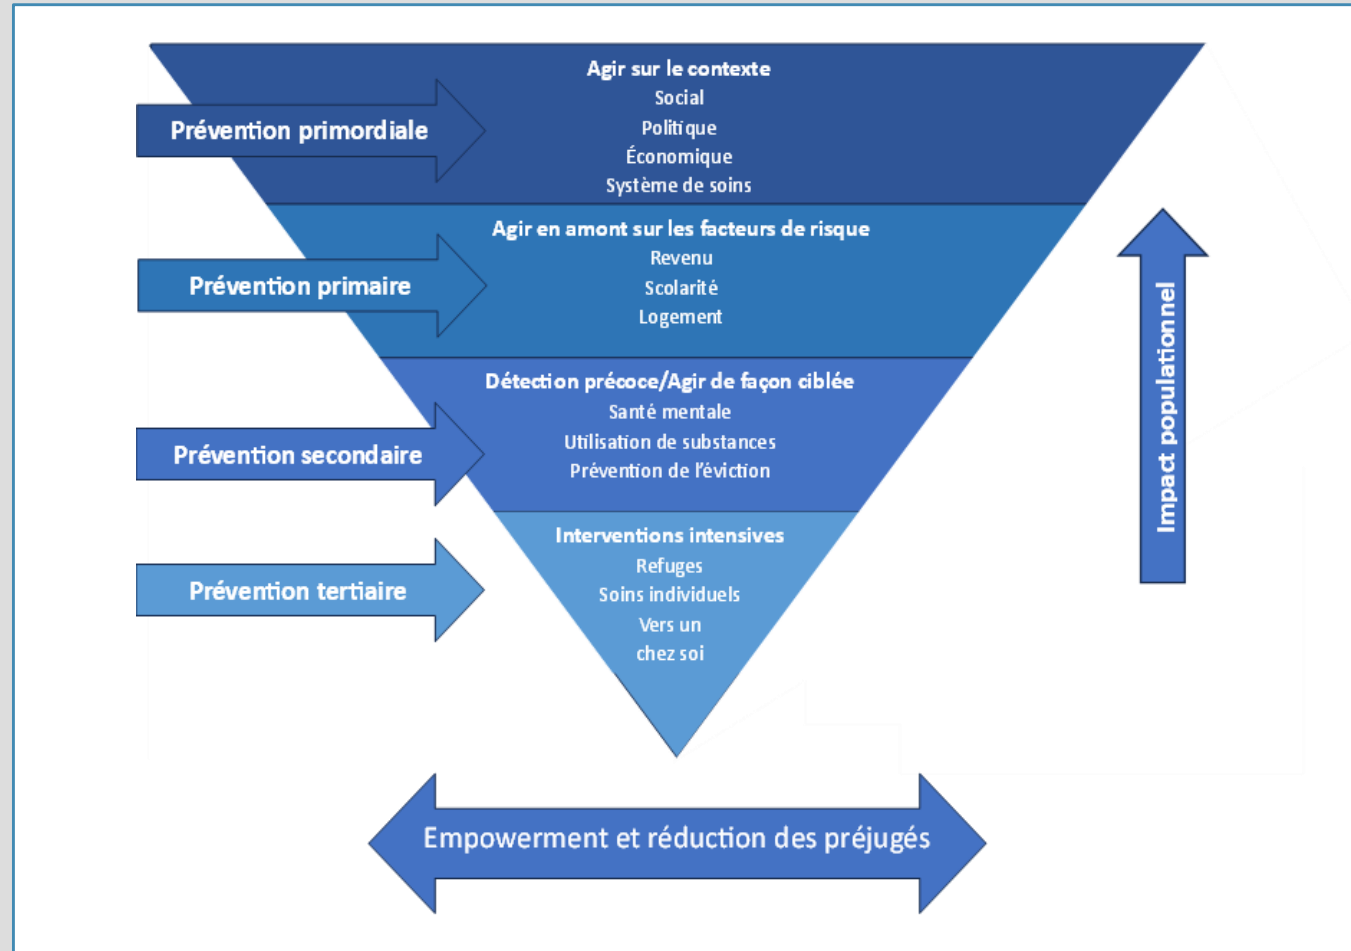 Agir sur le contexte
Social
Politique
Économique
Système de soins
Prévention primordiale
Agir en amont sur les facteurs de risque
Revenu
Scolarité
Logement
Prévention primaire
Détection précoce/Agir de façon ciblée
Santé mentale
Utilisation de substances
Prévention de l'éviction
Prévention secondaire
Interventions intensives
Refuges
Soins individuels
Vers un
chez soi
Prévention tertiaire
Impact populationnel
Empowerment et réduction des préjugés